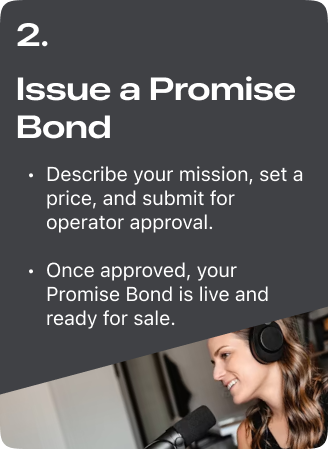 2.
Issue a Promise
Bond
• Describe your mission, set a
price, and submit for
operator approval.
• Once approved, your
Promise Bond is live and
ready for sale.